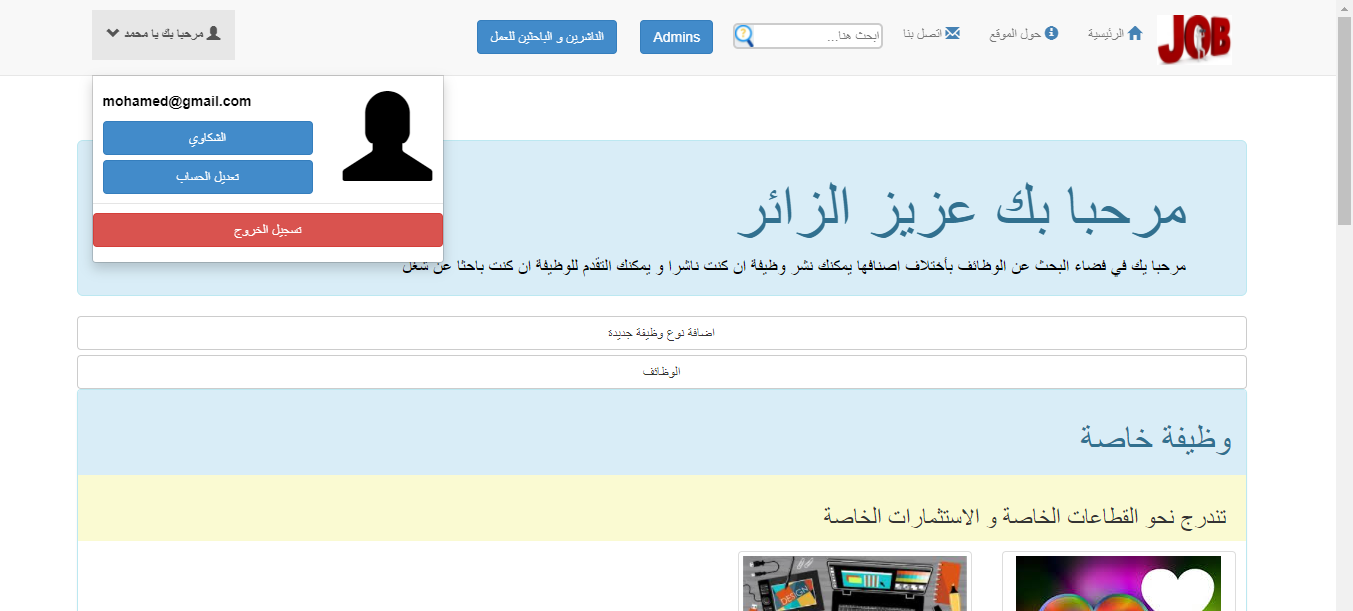 JOB
الرئيسية
حول الموقع
اتصل بنا
ابحث هنا...
Admins
الناشرين و الباحثين للعمل
مرحبا بك يا محمد
mohamed@gmail.com
الشكاوي
تعديل الحساب
تسجيل الخروج
مرحبا بك عزيز الزائر
مرحبا يك في فضاء البحث عن الوظائف بأختلاف اصنافها يمكنك نشر وظيفة ان كنت ناشرا و يمكنك التقدم للوظيفة ان كنت باحثا عن شغل
اضافة نوع وظيفة جديدة
الوظائف
وظيفة خاصة
تندرج نحو القطاعات الخاصة و الاستثمارات الخاصة
DESIGN